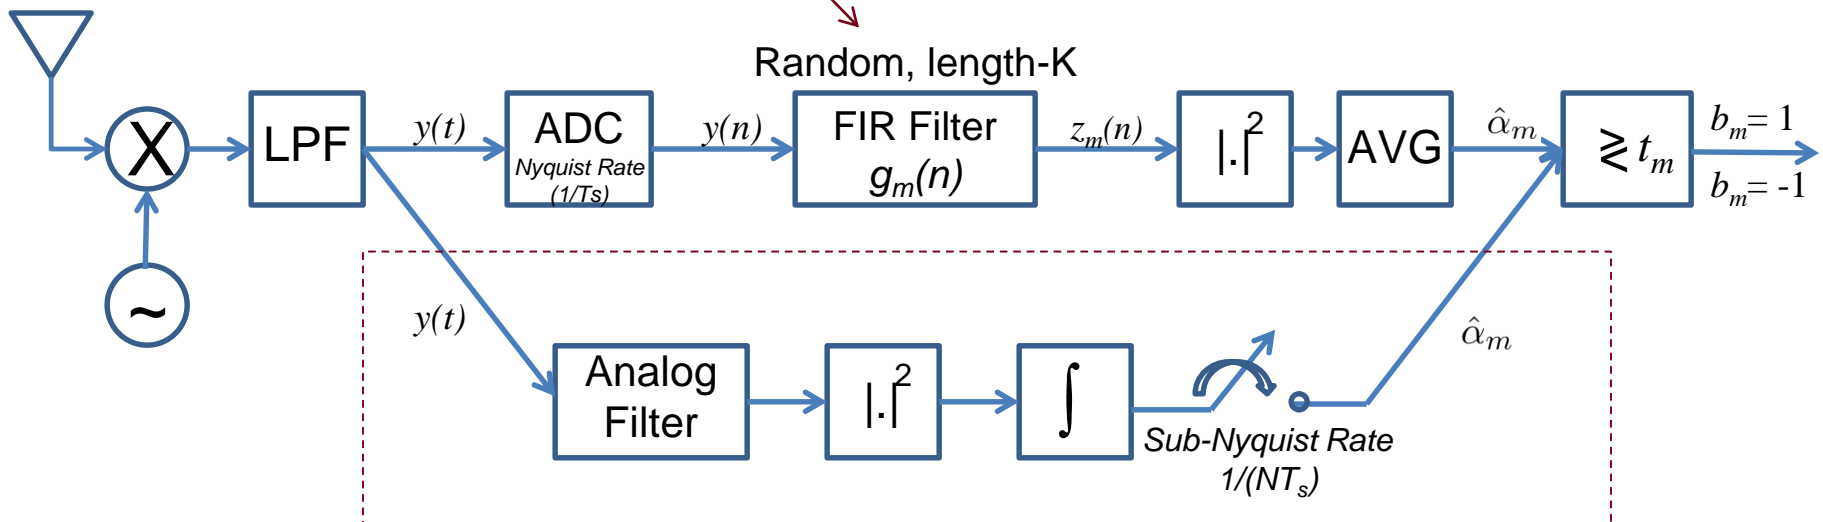 Random, length-K
X
LPF
y(t)
ADC
Nyquist Rate
(1/Ts)
y(n)
FIR Filter
gₘ(n)
zₘ(n)
|.|²
AVG
α̂ₘ
≷ tₘ
bₘ= 1
bₘ= -1
~
y(t)
Analog
Filter
|.|²
∫
Sub-Nyquist Rate
1/(NTₛ)
α̂ₘ